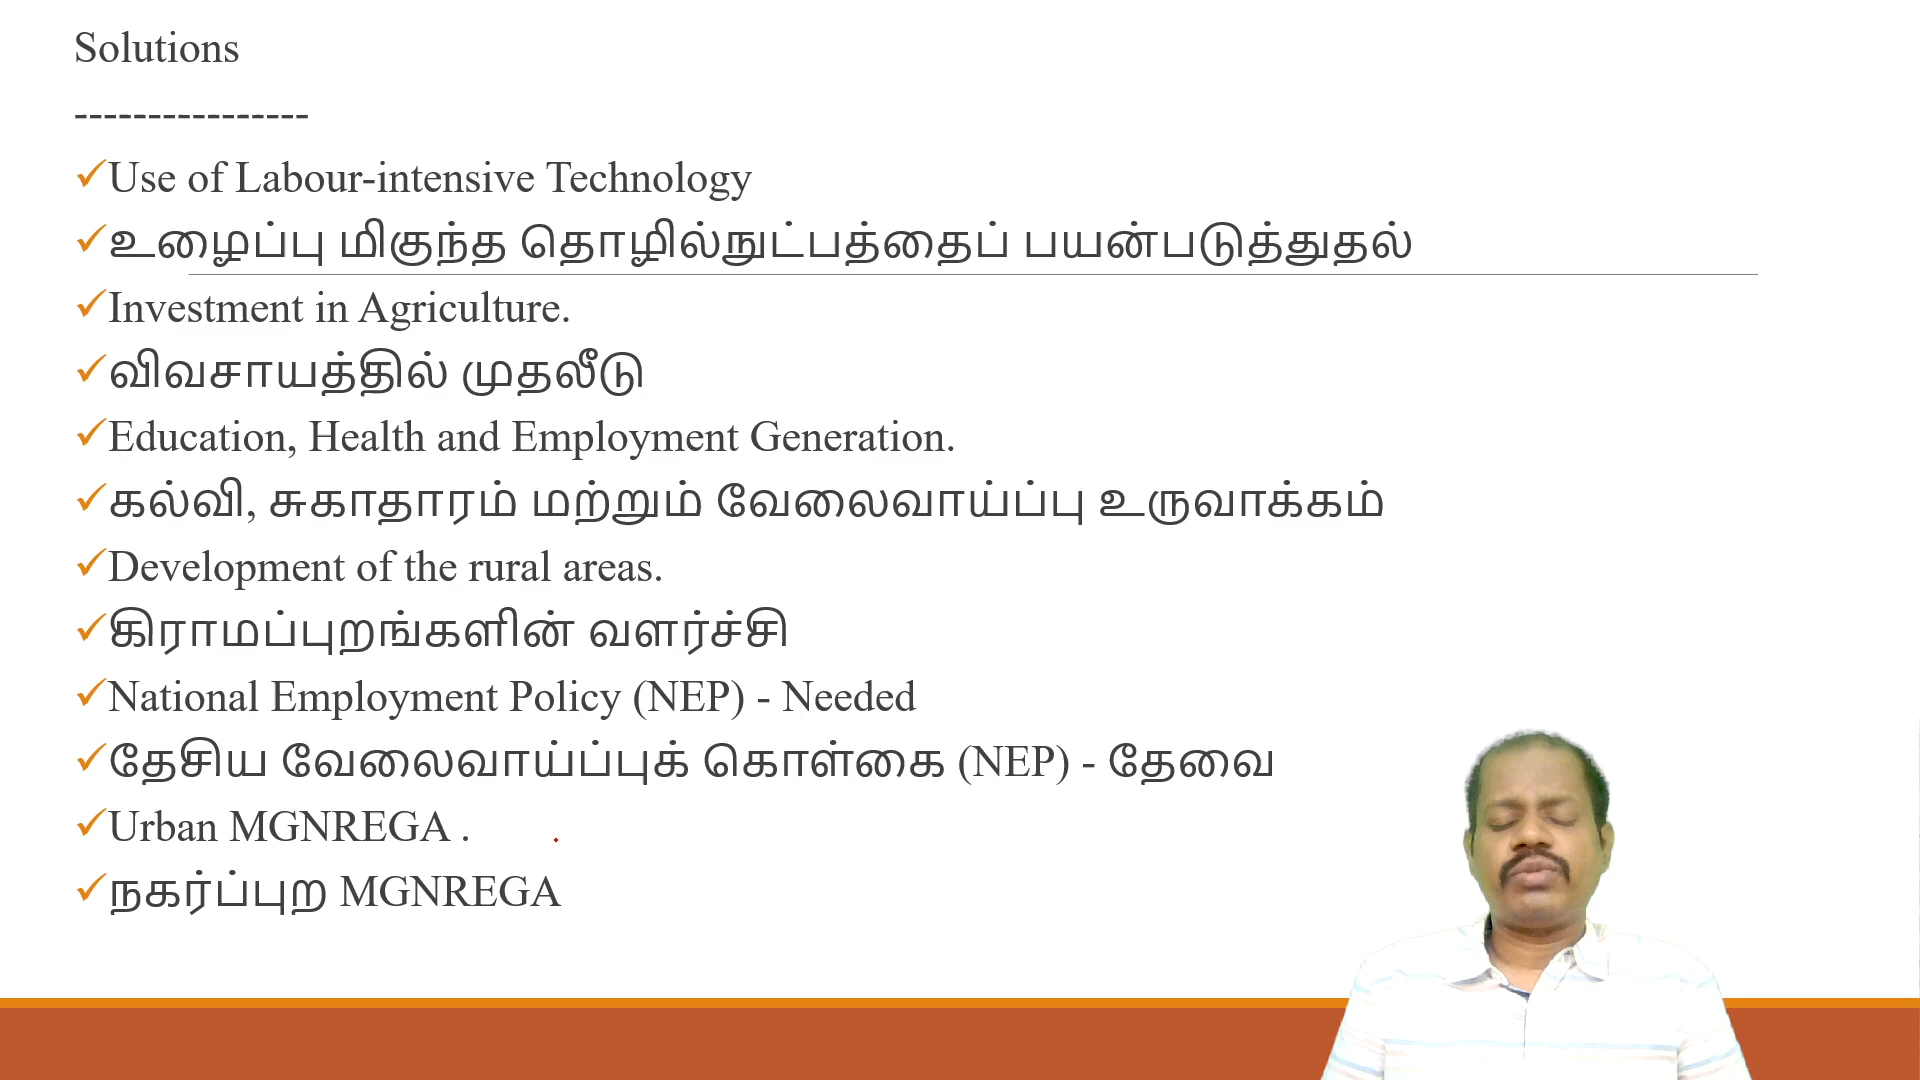 Solutions
----------------
✓Use of Labour-intensive Technology
✓உழைப்பு மிகுந்த தொழில்நுட்பத்தைப் பயன்படுத்துதல்
✓Investment in Agriculture.
✓விவசாயத்தில் முதலீடு
✓Education, Health and Employment Generation.
✓கல்வி, சுகாதாரம் மற்றும் வேலைவாய்ப்பு உருவாக்கம்
✓Development of the rural areas.
✓கிராமப்புறங்களின் வளர்ச்சி
✓National Employment Policy (NEP) - Needed
✓தேசிய வேலைவாய்ப்புக் கொள்கை (NEP) - தேவை
✓Urban MGNREGA .
✓நகர்ப்புற MGNREGA